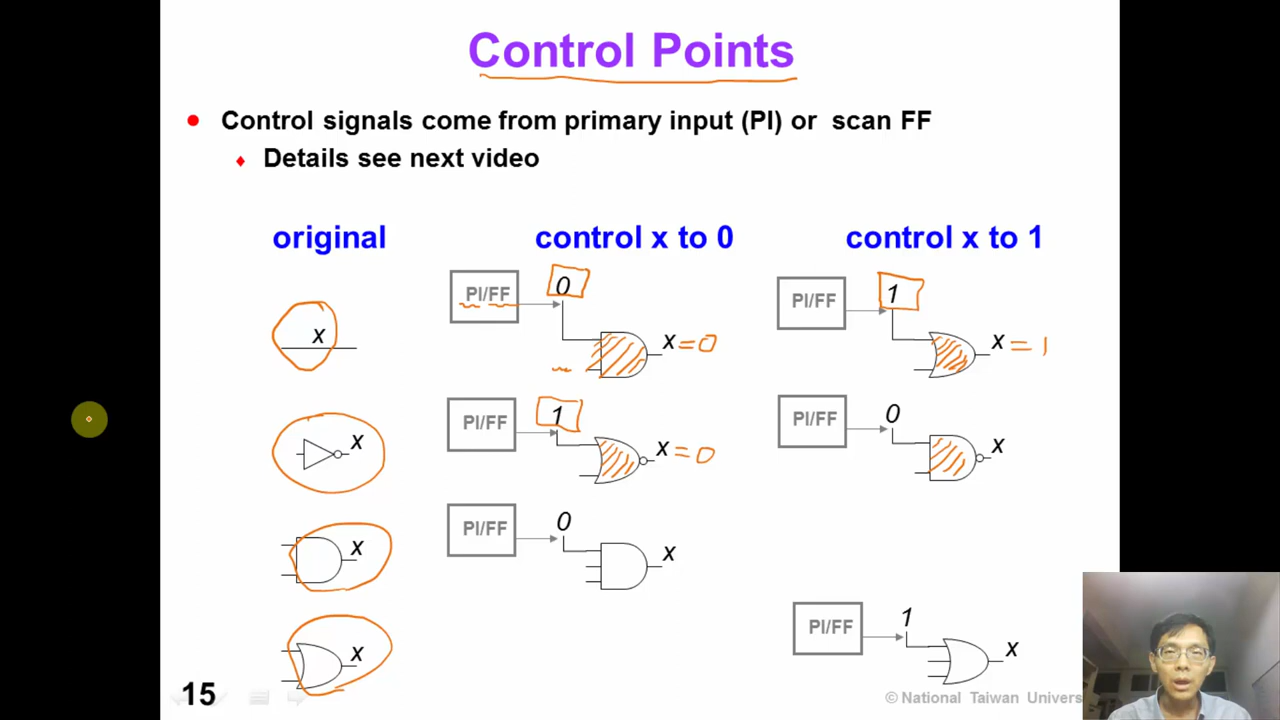 Control Points
Control signals come from primary input (PI) or scan FF
Details see next video
original
control x to 0
control x to 1
x
PI/FF
0
x = 0
PI/FF
1
x = 1
x
PI/FF
1
x = 0
PI/FF
0
x
x
PI/FF
0
x
x
PI/FF
1
x
15
© National Taiwan Univers